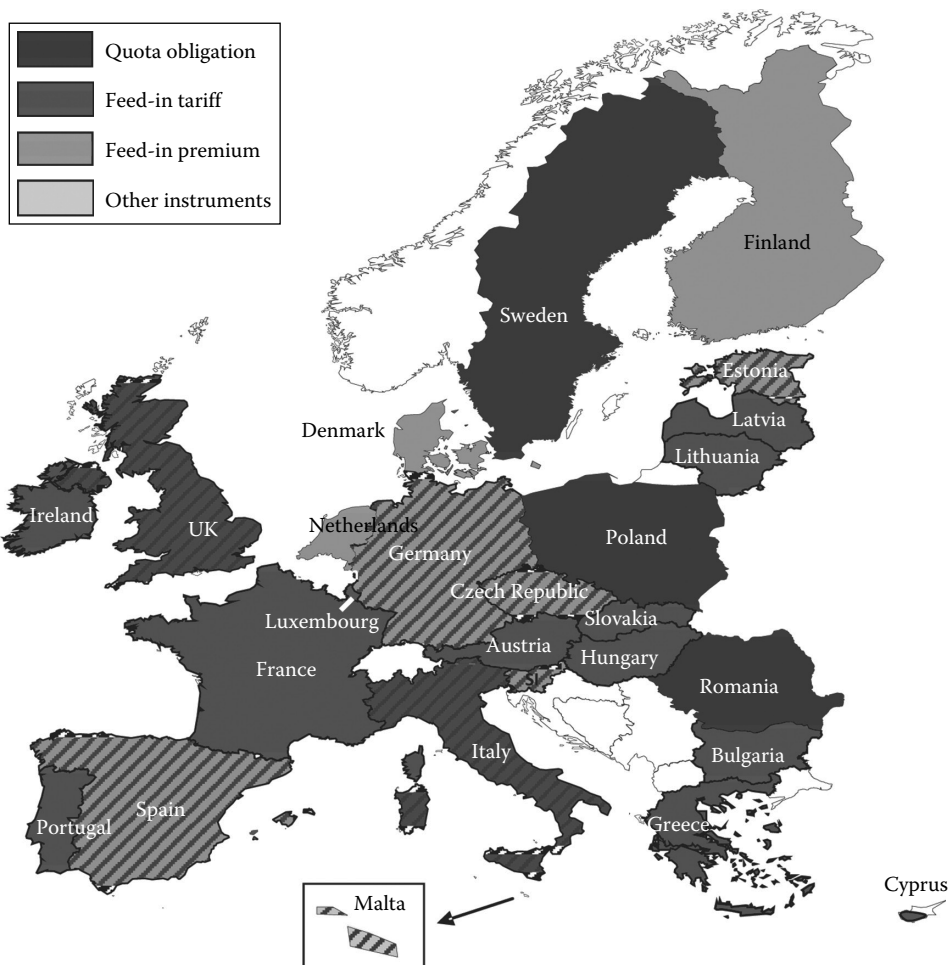 Quota obligation
Feed-in tariff
Feed-in premium
Other instruments
Finland
Sweden
Estonia
Latvia
Denmark
Lithuania
Ireland
UK
Netherlands
Germany
Poland
Czech Republic
Luxembourg
Slovakia
Austria
Hungary
France
SI
Romania
Italy
Bulgaria
Spain
Portugal
Greece
Cyprus
Malta